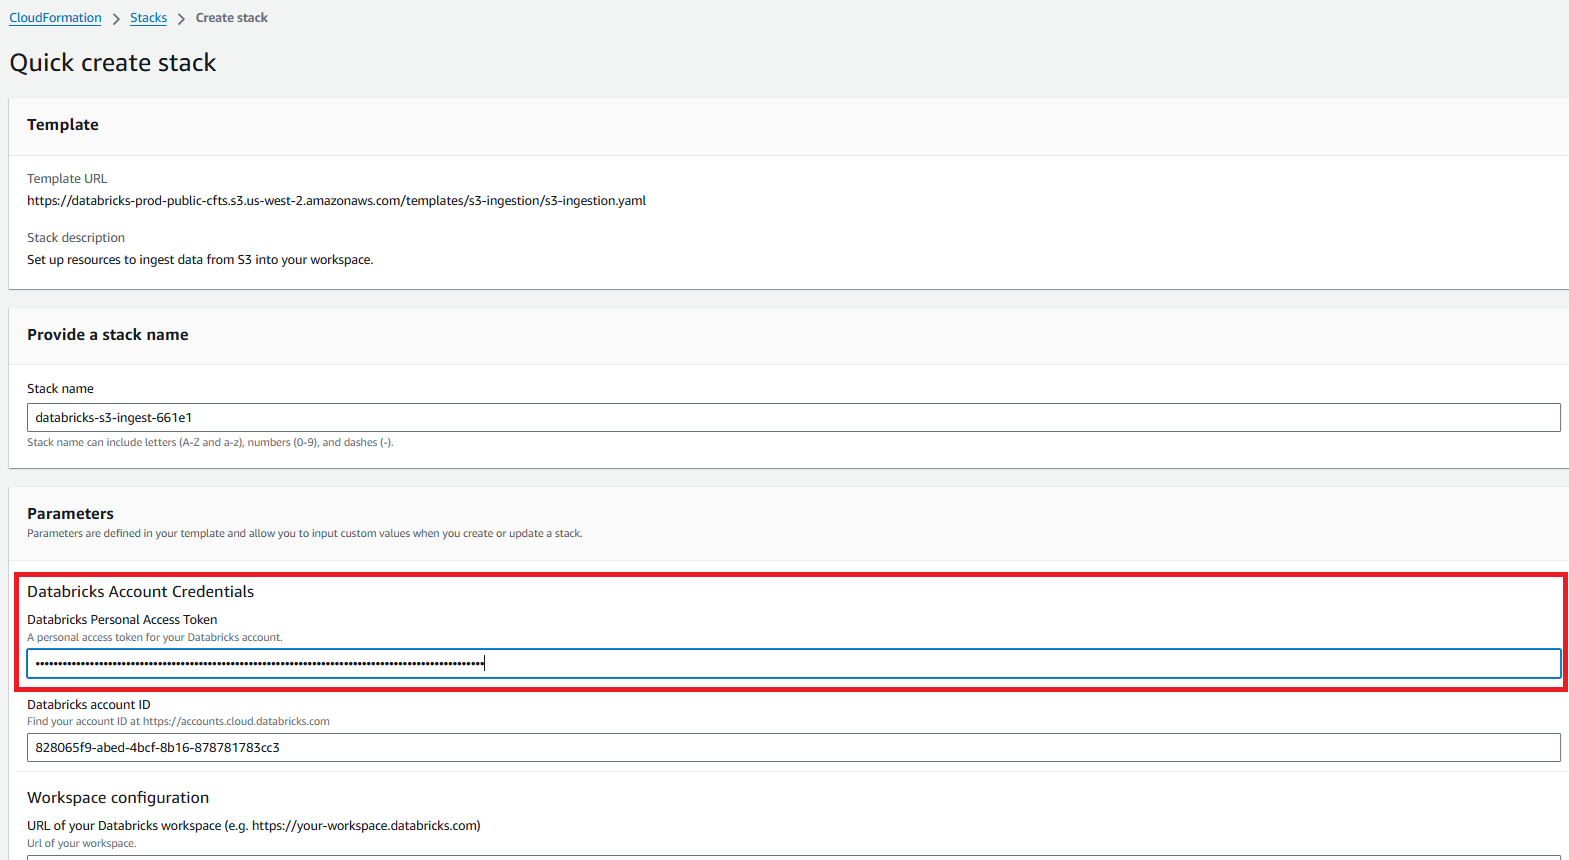 CloudFormation > Stacks > Create stack
Quick create stack
Template
Template URL
https://databricks-prod-public-cfts.s3.us-west-2.amazonaws.com/templates/s3-ingestion/s3-ingestion.yaml
Stack description
Set up resources to ingest data from S3 into your workspace.
Provide a stack name
Stack name
databricks-s3-ingest-661e1
Stack name can include letters (A-Z and a-z), numbers (0-9), and dashes (-).
Parameters
Parameters are defined in your template and allow you to input custom values when you create or update a stack.
Databricks Account Credentials
Databricks Personal Access Token
A personal access token for your Databricks account.
Databricks account ID
Find your account ID at https://accounts.cloud.databricks.com
828065f9-abed-4bcf-8b16-878781783cc3
Workspace configuration
URL of your Databricks workspace (e.g. https://your-workspace.databricks.com)
Url of your workspace.